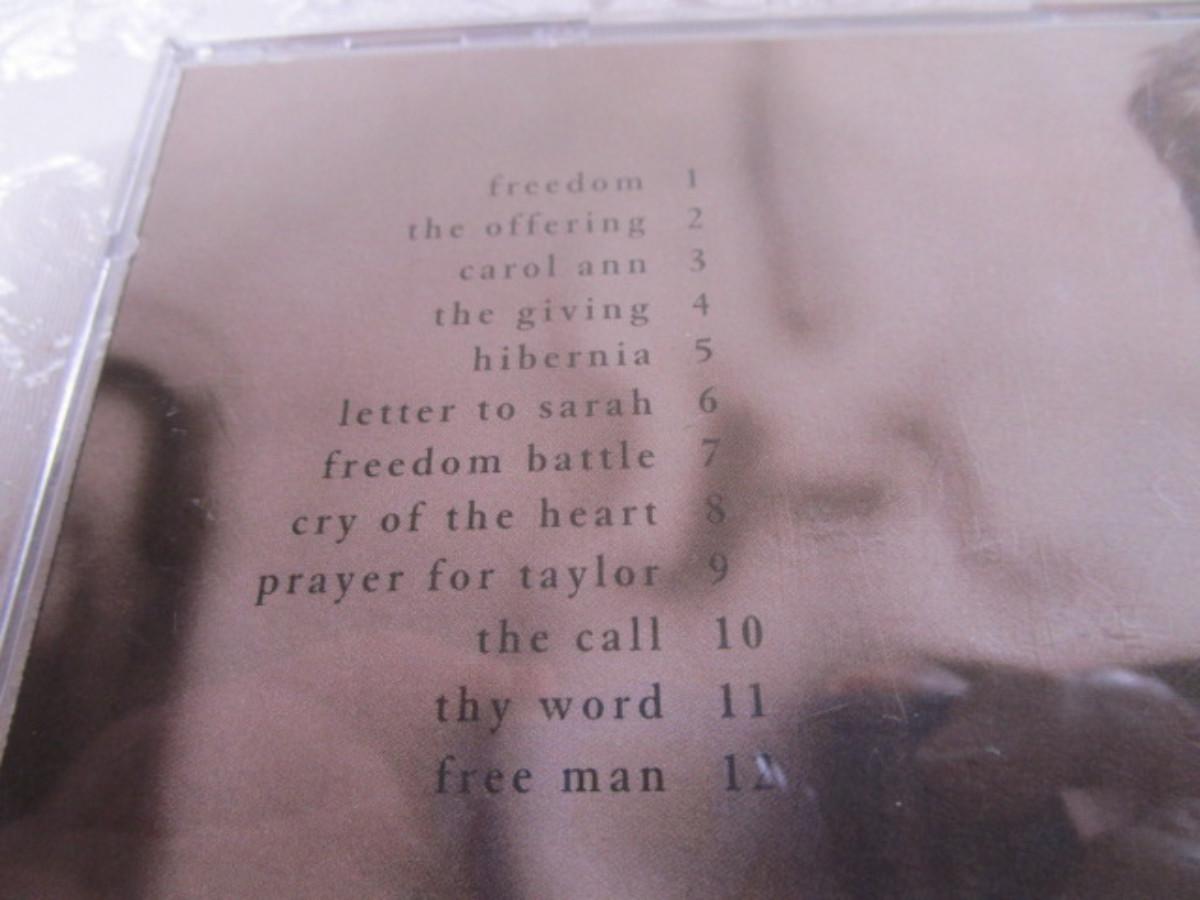 freedom 1
the offering 2
carol ann 3
the giving 4
hibernia 5
letter to sarah 6
freedom battle 7
cry of the heart 8
prayer for taylor 9
the call 10
thy word 11
free man 12